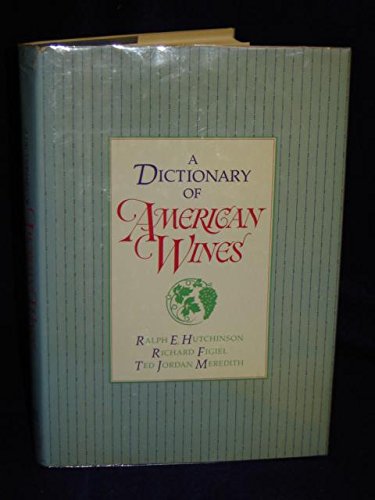 A
DICTIONARY
OF
AMERICAN
WINES
RALPH E. HUTCHINSON
RICHARD FIGIEL
TED JORDAN MEREDITH